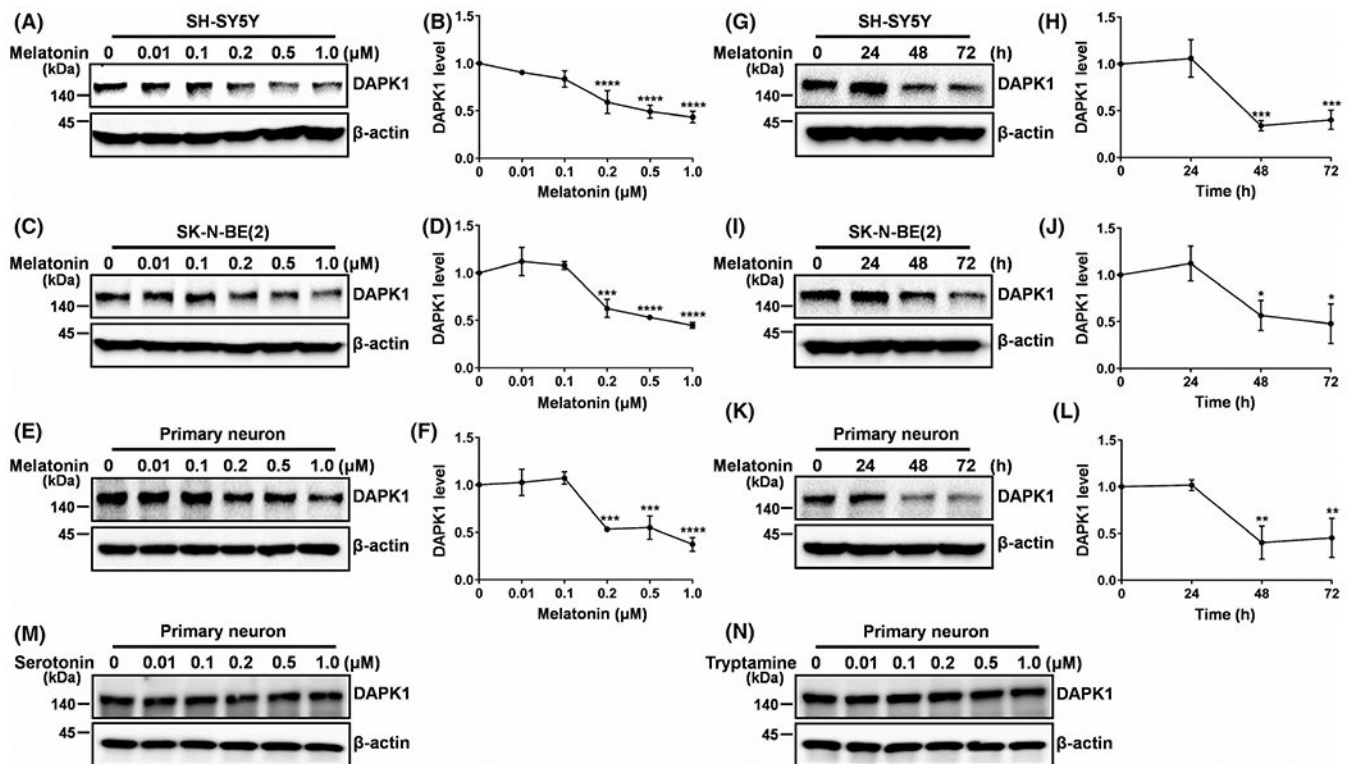 (A)
SH-SY5Y
Melatonin 0 0.01 0.1 0.2 0.5 1.0 (µM)
(kDa)
DAPK1
140
45
β-actin
(B)
1.5
1.0
0.5
0.0
DAPK1 level
**** **** ****
0 0.01 0.1 0.2 0.5 1.0
Melatonin (µM)
(G)
SH-SY5Y
Melatonin 0 24 48 72 (h)
(kDa)
DAPK1
140
45
β-actin
(H)
1.5
1.0
0.5
0.0
DAPK1 level
*** ***
0 24 48 72
Time (h)
(C)
SK-N-BE(2)
Melatonin 0 0.01 0.1 0.2 0.5 1.0 (µM)
(kDa)
DAPK1
140
45
β-actin
(D)
1.5
1.0
0.5
0.0
DAPK1 level
*** **** ****
0 0.01 0.1 0.2 0.5 1.0
Melatonin (µM)
(I)
SK-N-BE(2)
Melatonin 0 24 48 72 (h)
(kDa)
DAPK1
140
45
β-actin
(J)
1.5
1.0
0.5
0.0
DAPK1 level
* *
0 24 48 72
Time (h)
(E)
Primary neuron
Melatonin 0 0.01 0.1 0.2 0.5 1.0 (µM)
(kDa)
DAPK1
140
45
β-actin
(F)
1.5
1.0
0.5
0.0
DAPK1 level
*** *** ****
0 0.01 0.1 0.2 0.5 1.0
Melatonin (µM)
(K)
Primary neuron
Melatonin 0 24 48 72 (h)
(kDa)
DAPK1
140
45
β-actin
(L)
1.5
1.0
0.5
0.0
DAPK1 level
** **
0 24 48 72
Time (h)
(M)
Primary neuron
Serotonin 0 0.01 0.1 0.2 0.5 1.0 (µM)
(kDa)
DAPK1
140
45
β-actin
(N)
Primary neuron
Tryptamine 0 0.01 0.1 0.2 0.5 1.0 (µM)
(kDa)
DAPK1
140
45
β-actin